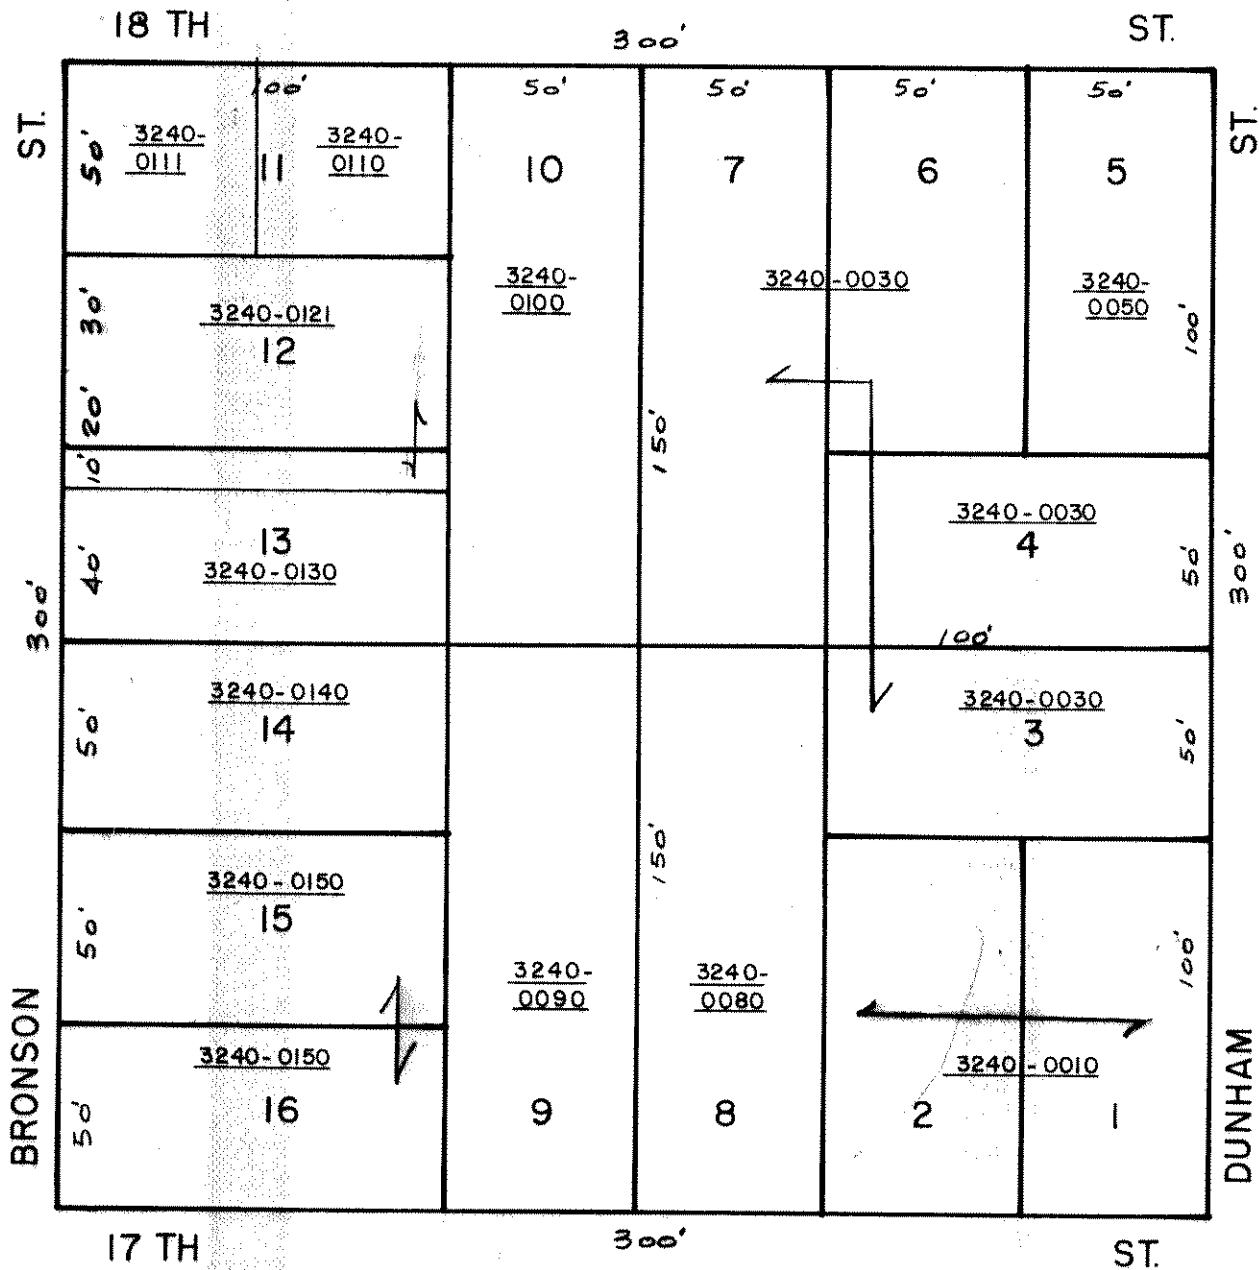 18 TH 300' ST.
ST. ST.
100' 50' 50' 50' 50'
50' 3240- 3240-
0111 11 0110 10 7 6 5
30' 3240- 3240-0030 3240-
0100 0050
3240-0121 100'
12
20'
150'
10'
3240-0030
13 4
40' 3240-0130 50' 300'
300'
100'
3240-0140 3240-0030
14 3
50' 50'
150'
3240-0150
15
50' 100'
3240- 3240-
0090 0080
3240-0150 3240-0010
16 9 8 2 1
50'
BRONSON DUNHAM
17 TH 300' ST.